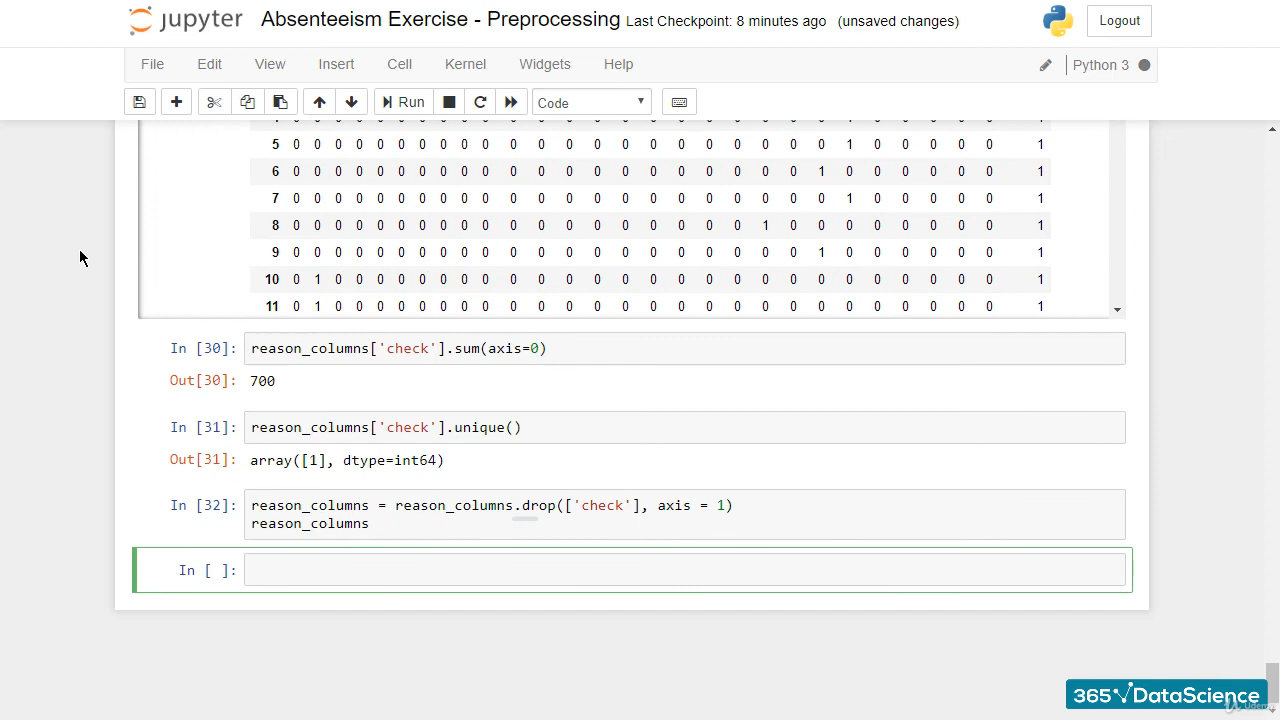 jupyter Absenteeism Exercise - Preprocessing Last Checkpoint: 8 minutes ago (unsaved changes) Logout
File Edit View Insert Cell Kernel Widgets Help Python 3
Run Code
5 0 0 0 0 0 0 0 0 0 0 0 0 0 0 0 0 0 0 0 0 0 0 1 0 0 0 0 0 1
6 0 0 0 0 0 0 0 0 0 0 0 0 0 0 0 0 0 0 0 0 0 1 0 0 0 0 0 0 1
7 0 0 0 0 0 0 0 0 0 0 0 0 0 0 0 0 0 0 0 0 0 0 1 0 0 0 0 0 1
8 0 0 0 0 0 0 0 0 0 0 0 0 0 0 0 0 0 0 0 1 0 0 0 0 0 0 0 0 1
9 0 0 0 0 0 0 0 0 0 0 0 0 0 0 0 0 0 0 0 0 0 1 0 0 0 0 0 0 1
10 0 1 0 0 0 0 0 0 0 0 0 0 0 0 0 0 0 0 0 0 0 0 0 0 0 0 0 0 1
11 0 1 0 0 0 0 0 0 0 0 0 0 0 0 0 0 0 0 0 0 0 0 0 0 0 0 0 0 1
In [30]: reason_columns['check'].sum(axis=0)
Out[30]: 700
In [31]: reason_columns['check'].unique()
Out[31]: array([1], dtype=int64)
In [32]: reason_columns = reason_columns.drop(['check'], axis = 1)
reason_columns
In [ ]:
365 DataScience
Udemy